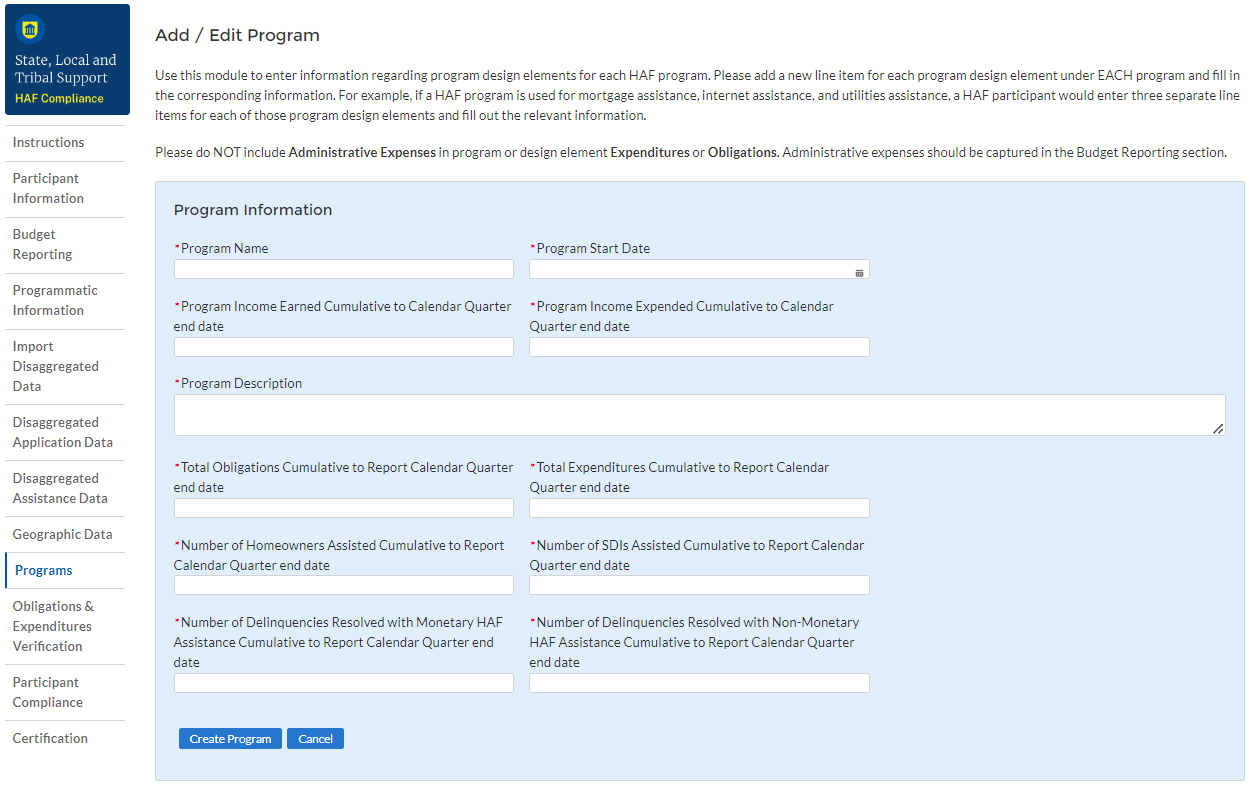 State, Local and
Tribal Support
HAF Compliance
Instructions
Participant
Information
Budget
Reporting
Programmatic
Information
Import
Disaggregated
Data
Disaggregated
Application Data
Disaggregated
Assistance Data
Geographic Data
Programs
Obligations &
Expenditures
Verification
Participant
Compliance
Certification
Add / Edit Program
Use this module to enter information regarding program design elements for each HAF program. Please add a new line item for each program design element under EACH program and fill in
the corresponding information. For example, if a HAF program is used for mortgage assistance, internet assistance, and utilities assistance, a HAF participant would enter three separate line
items for each of those program design elements and fill out the relevant information.
Please do NOT include Administrative Expenses in program or design element Expenditures or Obligations. Administrative expenses should be captured in the Budget Reporting section.
Program Information
*Program Name
*Program Start Date
*Program Income Earned Cumulative to Calendar Quarter
end date
*Program Income Expended Cumulative to Calendar
Quarter end date
*Program Description
*Total Obligations Cumulative to Report Calendar Quarter
end date
*Total Expenditures Cumulative to Report Calendar
Quarter end date
*Number of Homeowners Assisted Cumulative to Report
Calendar Quarter end date
*Number of SDIs Assisted Cumulative to Report Calendar
Quarter end date
*Number of Delinquencies Resolved with Monetary HAF
Assistance Cumulative to Report Calendar Quarter end
date
*Number of Delinquencies Resolved with Non-Monetary
HAF Assistance Cumulative to Report Calendar Quarter
end date
Create Program
Cancel